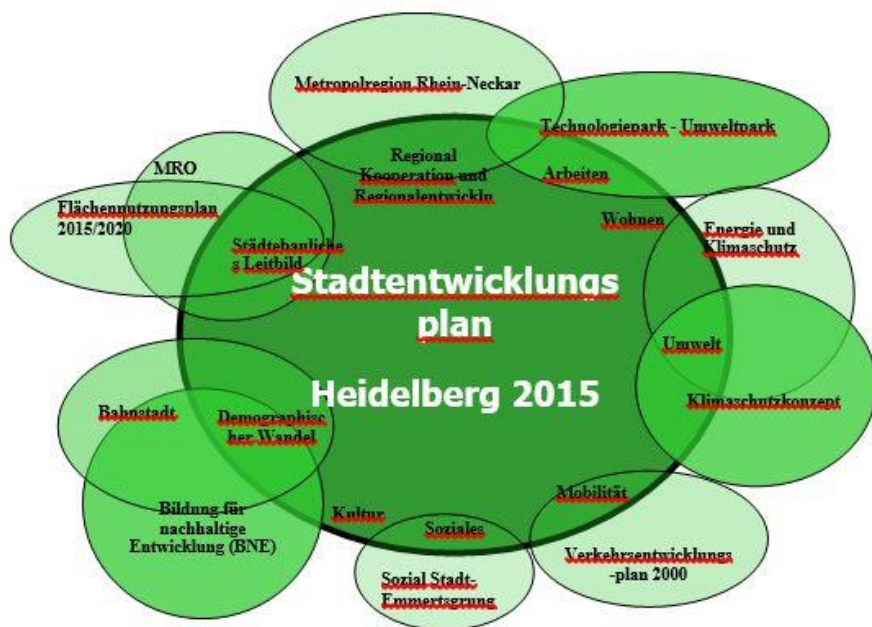 Metropolregion Rhein-Neckar
Technologiepark - Umweltpark
Regional
Kooperation und
Regionalentwicklu
Arbeiten
MRO
Flächennutzungsplan
2015/2020
Städtebauliche
s Leitbild
Wohnen
Energie und
Klimaschutz
Stadtentwicklungs
plan
Heidelberg 2015
Umwelt
Klimaschutzkonzept
Bahnstadt
Demographisc
her Wandel
Bildung für
nachhaltige
Entwicklung (BNE)
Kultur
Soziales
Mobilität
Verkehrsentwicklungs
-plan 2000
Sozial Stadt-
Emmertsgrung